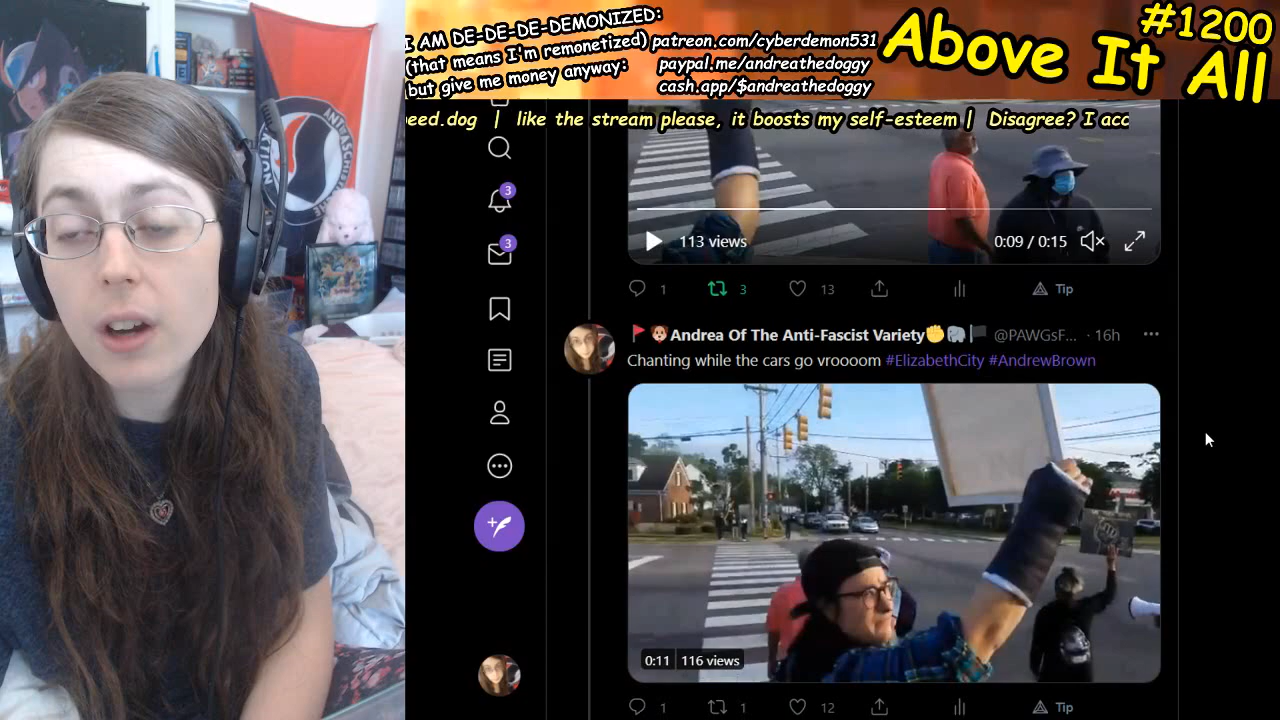 I AM DE-DE-DE-DEMONIZED:
(that means I'm remonetized)
but give me money anyway:
patreon.com/cyberdemon531
paypal.me/andreathedoggy
cash.app/$andreathedoggy
Above It All
#1200
eed.dog | like the stream please, it boosts my self-esteem | Disagree? I acc
ANTIFASCHISTI
AKTIAN
3
3
113 views
0:09 / 0:15
1 3 13 Tip
Andrea Of The Anti-Fascist Variety @PAWGsF... · 16h
Chanting while the cars go vroooom #ElizabethCity #AndrewBrown
0:11 116 views
1 1 12 Tip